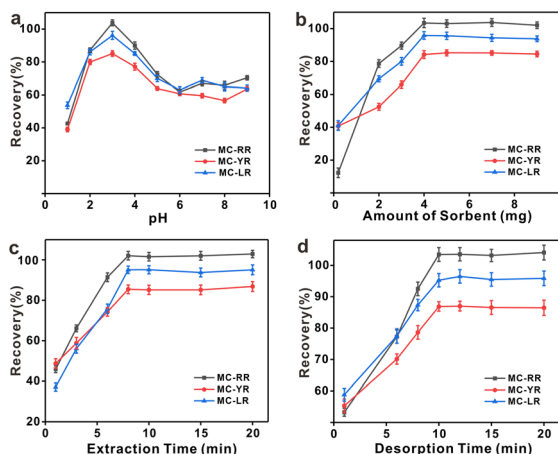 a
Recovery(%)
120
100
80
60
40
20
0
2
4
6
8
10
pH
MC-RR
MC-YR
MC-LR
b
Recovery(%)
100
80
60
40
20
0
2
4
6
8
Amount of Sorbent (mg)
MC-RR
MC-YR
MC-LR
c
Recovery(%)
100
80
60
40
20
0
5
10
15
20
Extraction Time (min)
MC-RR
MC-YR
MC-LR
d
Recovery(%)
100
90
80
70
60
0
5
10
15
20
Desorption Time (min)
MC-RR
MC-YR
MC-LR